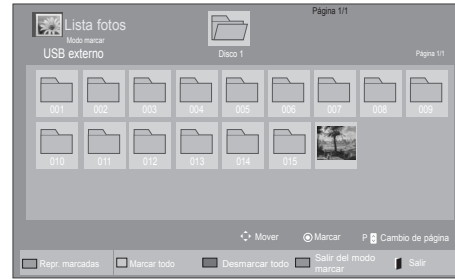 Página 1/1
Lista fotos
Modo marcar
USB externo
Disco 1
Página 1/1
001 002 003 004 005 006 007 008 009
010 011 012 013 014 015
Mover Marcar P Cambio de página
Repr. marcadas Marcar todo Desmarcar todo Salir del modo marcar Salir